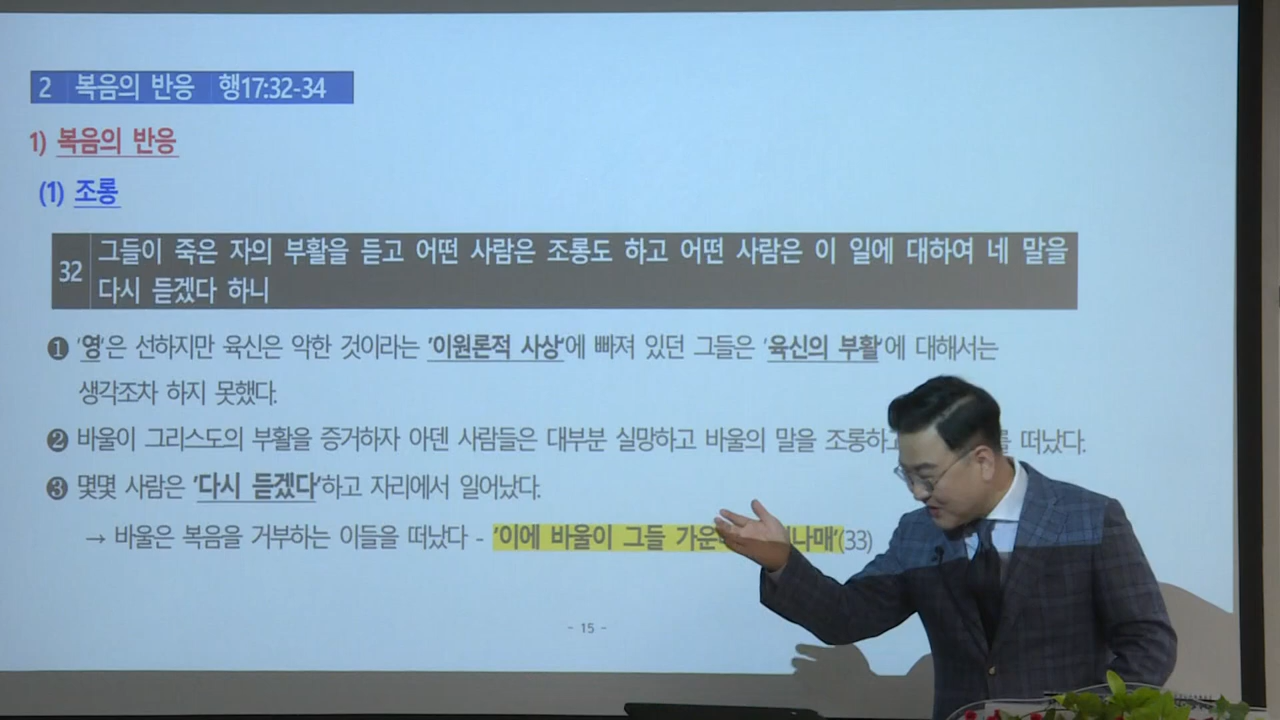 2 복음의 반응 행17:32-34
1) 복음의 반응
(1) 조롱
32 그들이 죽은 자의 부활을 듣고 어떤 사람은 조롱도 하고 어떤 사람은 이 일에 대하여 네 말을
다시 듣겠다 하니
❶ '영'은 선하지만 육신은 악한 것이라는 '이원론적 사상'에 빠져 있던 그들은 '육신의 부활'에 대해서는
생각조차 하지 못했다.
❷ 바울이 그리스도의 부활을 증거하자 아덴 사람들은 대부분 실망하고 바울의 말을 조롱하 를 떠났다.
❸ 몇몇 사람은 '다시 듣겠다'하고 자리에서 일어났다.
→ 바울은 복음을 거부하는 이들을 떠났다 - '이에 바울이 그들 가운 나매'(33)
- 15 -